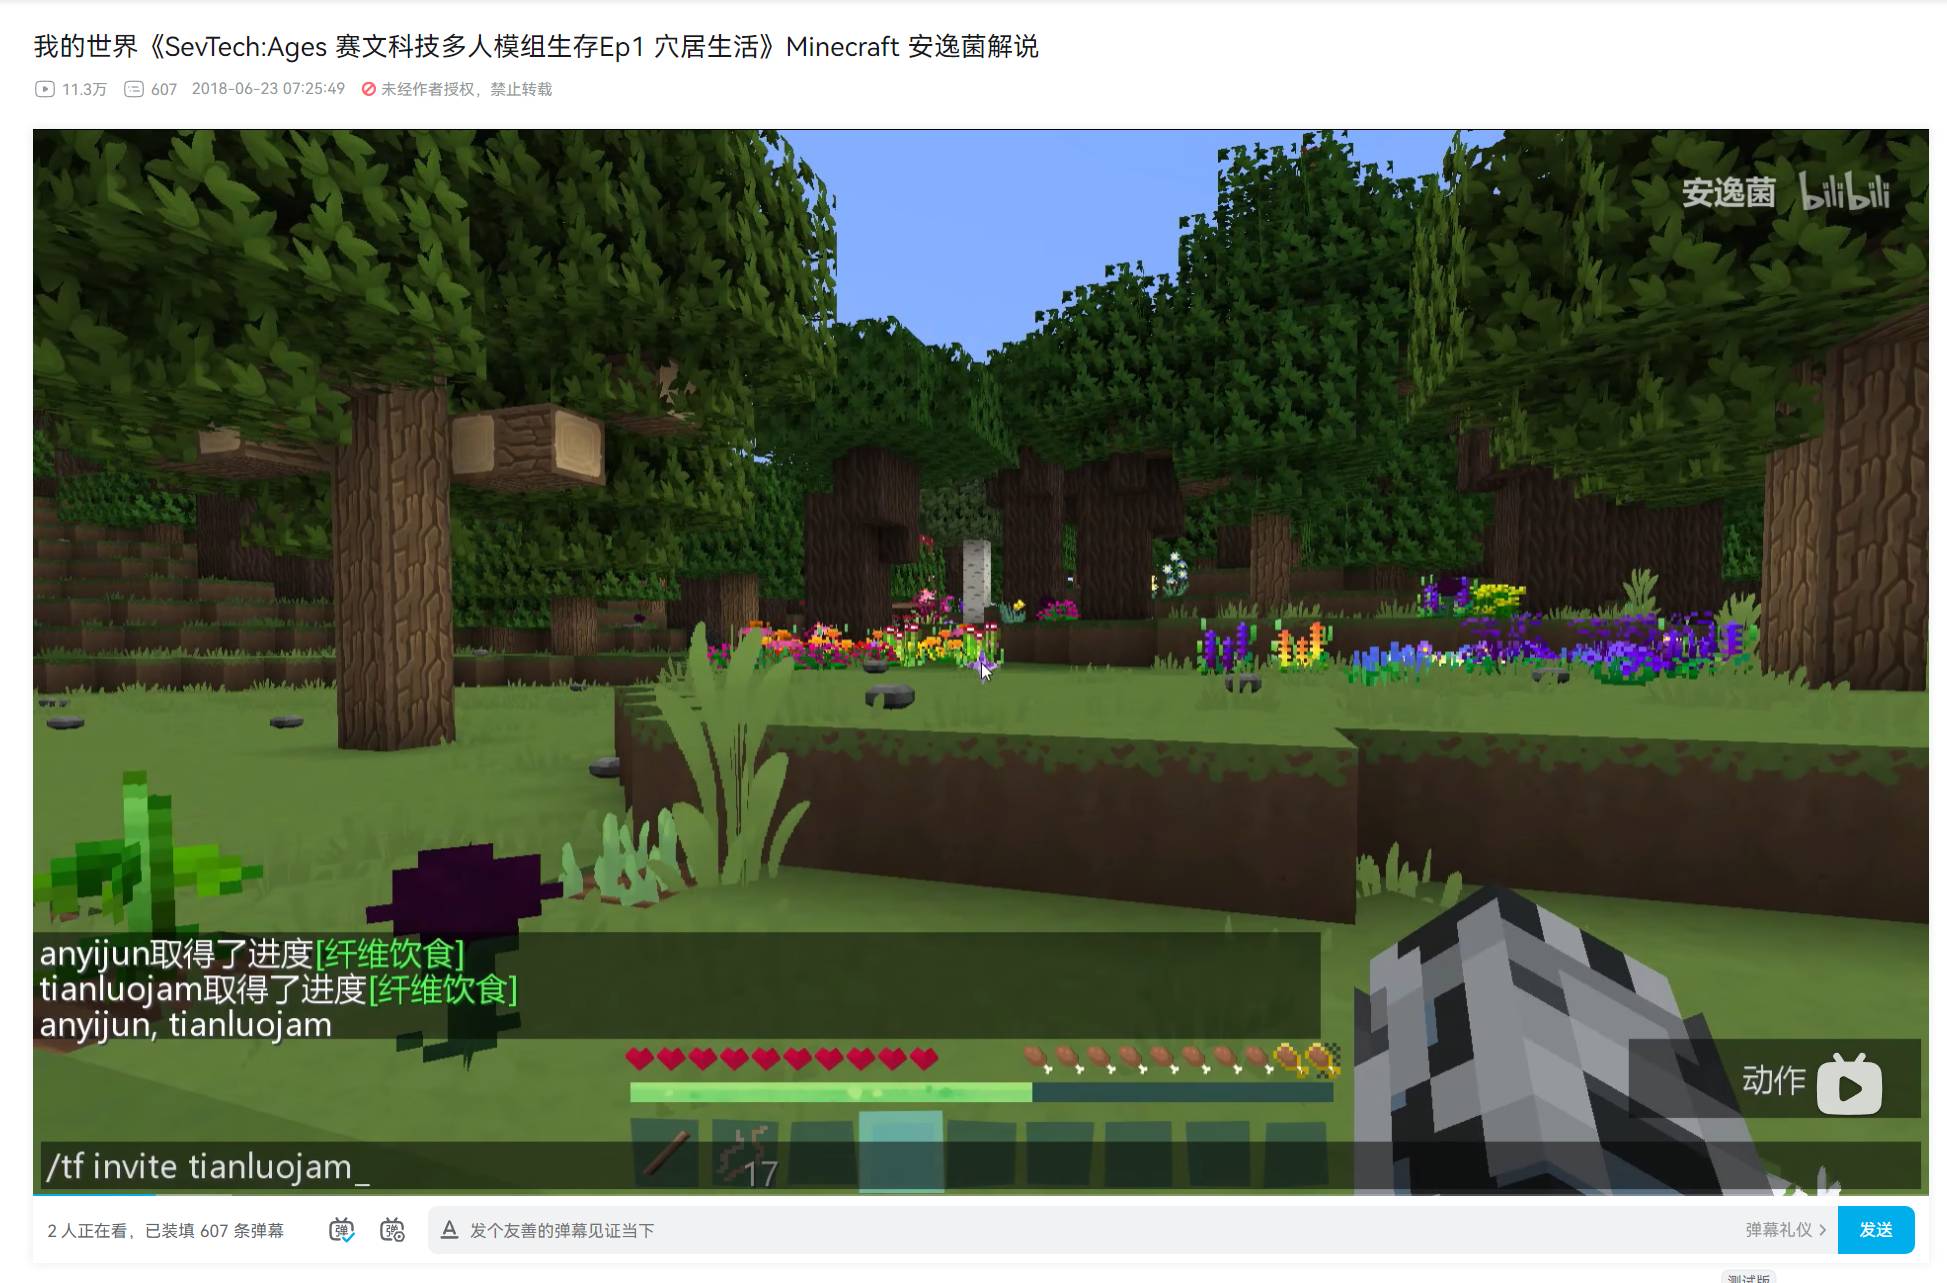 我的世界《SevTech:Ages 赛文科技多人模组生存Ep1 穴居生活》Minecraft 安逸菌解说
11.3万 607 2018-06-23 07:25:49 未经作者授权，禁止转载
安逸菌 bilibili
anyijun取得了进度[纤维饮食]
tianluojam取得了进度[纤维饮食]
anyijun, tianluojam
动作
17
/tf invite tianluojam_
2 人正在看，已装填 607 条弹幕 弹 弹 A 发个友善的弹幕见证当下 弹幕礼仪 > 发送
测试版